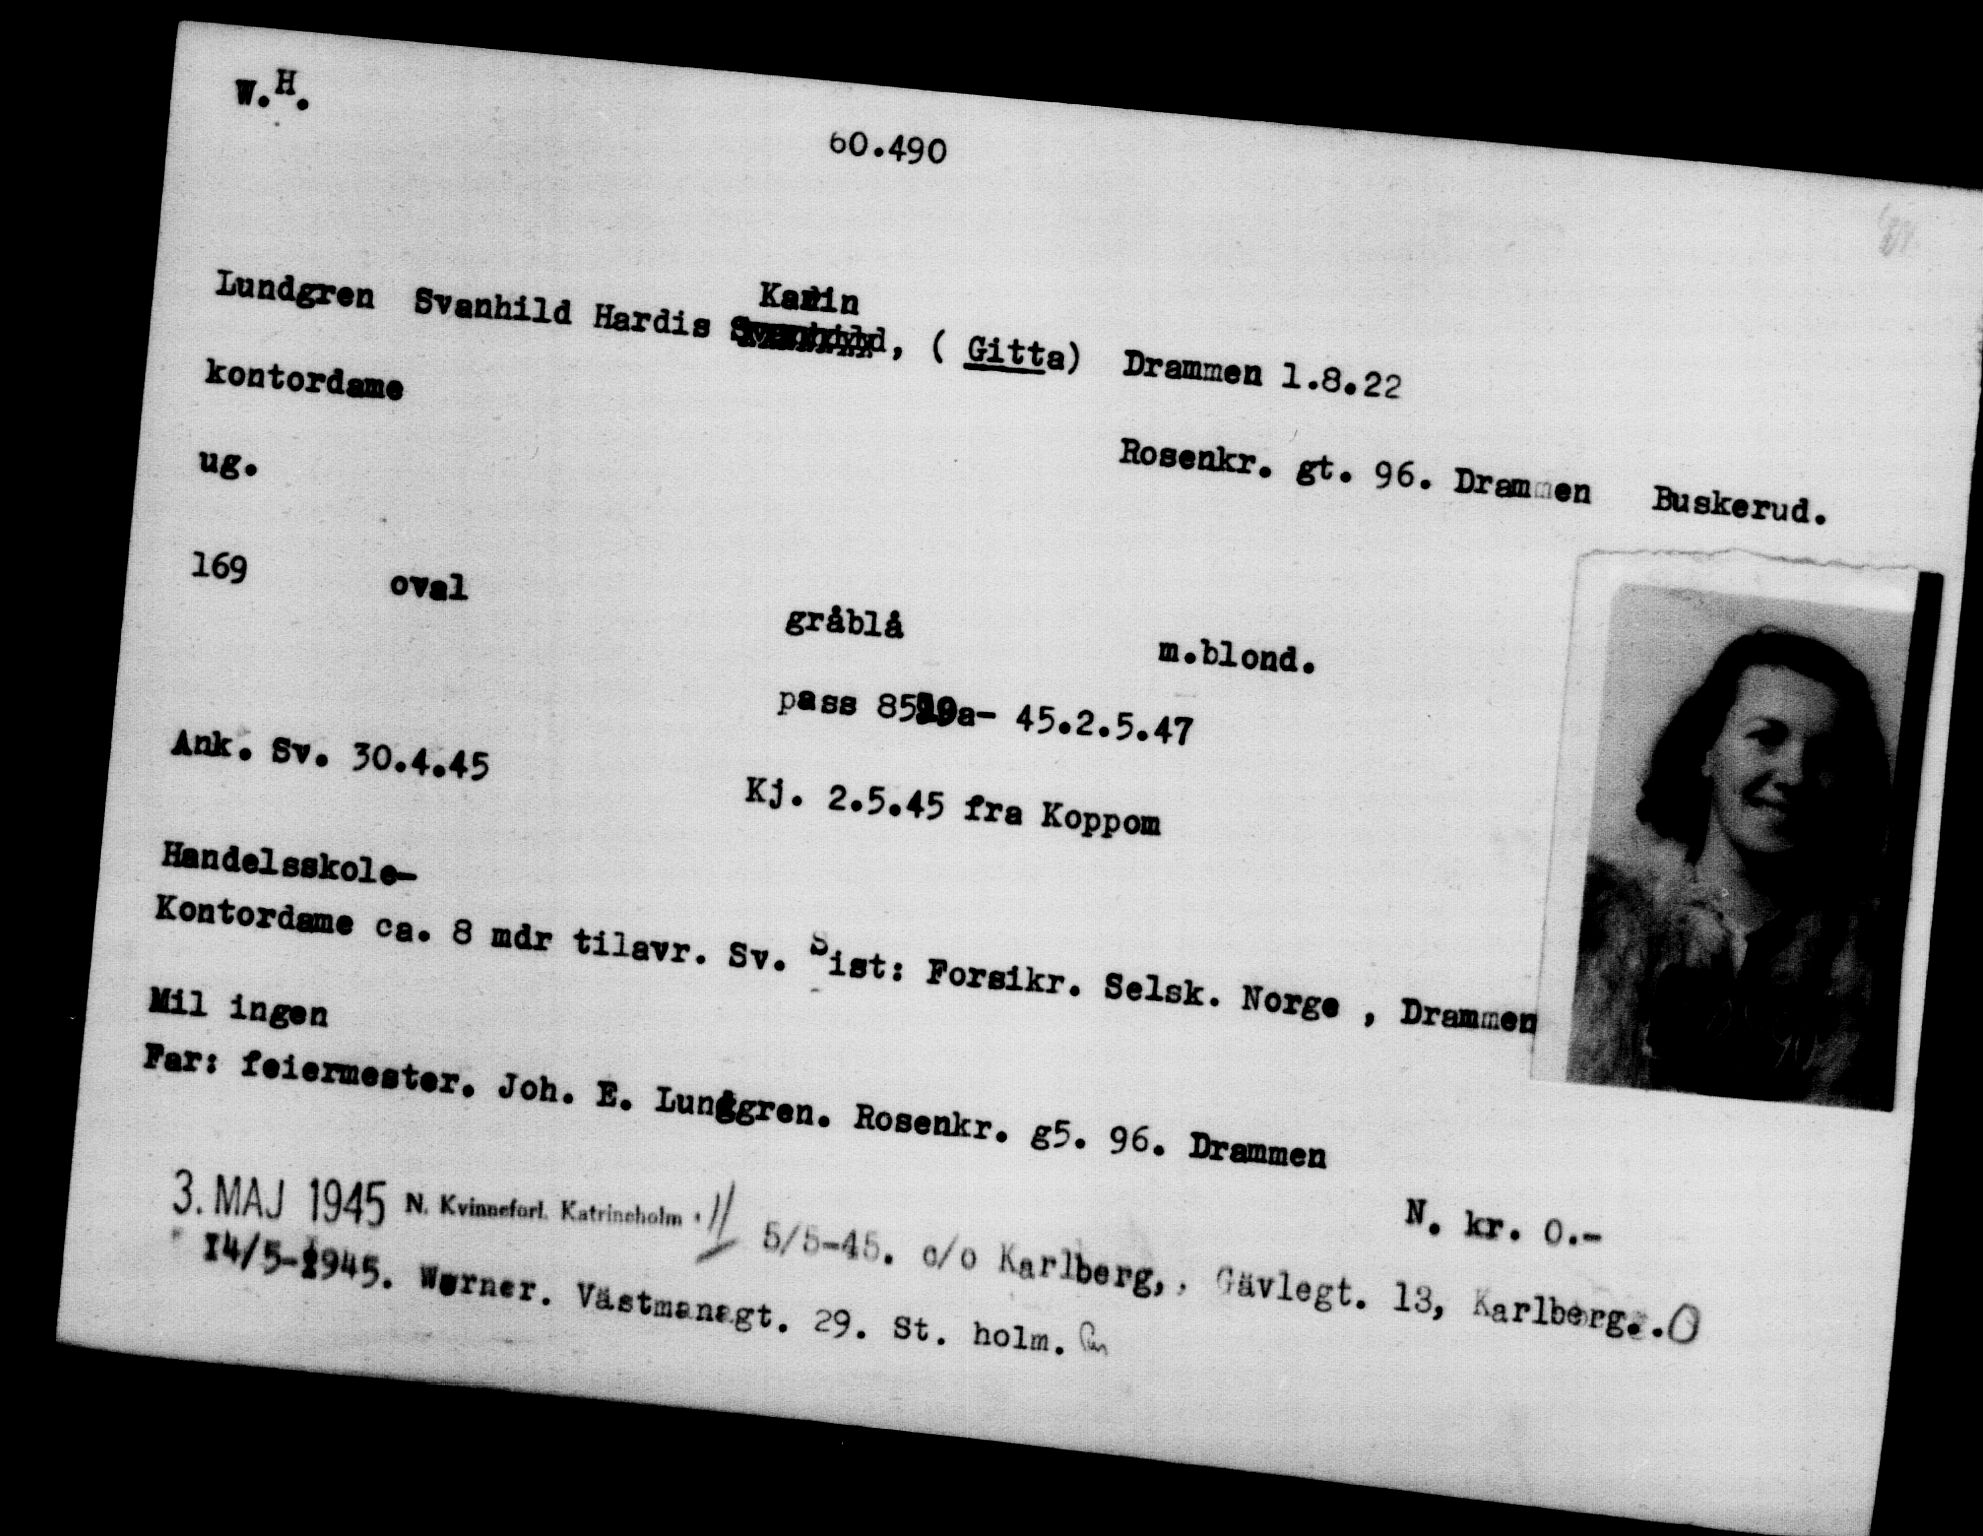 W.H.
60.490
Karin
Lundgren Svanhild Hardis Svanhild, ( Gitta) Drammen 1.8.22
kontordame
Rosenkr. gt. 96. Drammen Buskerud.
ug.
169 oval gråblå m.blond.
pass a- 45.2.5.47
Ank. Sv. 30.4.45
Kj. 2.5.45 fra Koppom
Handelsskole-
Kontordame ca. 8 mdr tilavr. Sv. Sist: Forsikr. Selsk. Norge , Drammen
Mil ingen
Far: feiermester. Joh. E. Lundgren. Rosenkr. g5. 96. Drammen
N. kr. 0.-
3. MAJ 1945 N. Kvinneforl. Katrineholm 5/5-45. c/o Karlberg,, Gävlegt. 13, Karlberg..
14/5-1945. Werner. Västmanagt. 29. St. holm.